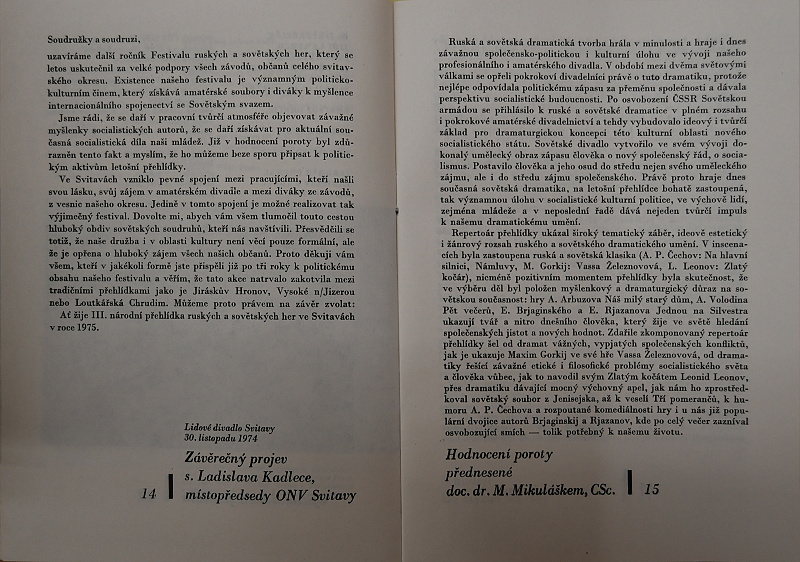 Soudružky a soudruzi,
uzavíráme další ročník Festivalu ruských a sovětských her, který se
letos uskutečnil za velké podpory všech závodů, občanů celého svitav-
ského okresu. Existence našeho festivalu je významným politicko-
kulturním činem, který získává amatérské soubory i diváky k myšlence
internacionálního spojenectví se Sovětským svazem.
Jsme rádi, že se daří v pracovní tvůrčí atmosféře objevovat závažné
myšlenky socialistických autorů, že se daří získávat pro aktuální sou-
časná socialistická díla naši mládež. Již v hodnocení poroty byl zdů-
razněn tento fakt a myslím, že ho můžeme beze sporu připsat k politic-
kým aktivům letošní přehlídky.
Ve Svitavách vzniklo pevné spojení mezi pracujícími, kteří našli
svou lásku, svůj zájem v amatérském divadle a mezi diváky ze závodů,
z vesnic našeho okresu. Jedině v tomto spojení je možné realizovat tak
výjimečný festival. Dovolte mi, abych vám všem tlumočil touto cestou
hluboký obdiv sovětských soudruhů, kteří nás navštívili. Přesvědčili se
totiž, že naše družba i v oblasti kultury není věcí pouze formální, ale
že je opřena o hluboký zájem všech našich občanů. Proto děkuji vám
všem, kteří v jakékoli formě jste přispěli již po tři roky k politickému
obsahu našeho festivalu a věřím, že tato akce natrvalo zakotvila mezi
tradičními přehlídkami jako je Jiráskův Hronov, Vysoké n/Jizerou
nebo Loutkářská Chrudim. Můžeme proto právem na závěr zvolat:
Ať žije III. národní přehlídka ruských a sovětských her ve Svitavách
v roce 1975.
Lidové divadlo Svitavy
30. listopadu 1974
Závěrečný projev
s. Ladislava Kadlece,
místopředsedy ONV Svitavy
14
Ruská a sovětská dramatická tvorba hrála v minulosti a hraje i dnes
závažnou společensko-politickou i kulturní úlohu ve vývoji našeho
profesionálního i amatérského divadla. V období mezi dvěma světovými
válkami se opřeli pokrokoví divadelníci právě o tuto dramatiku, protože
nejlépe odpovídala politickému zápasu za přeměnu společnosti a dávala
perspektivu socialistické budoucnosti. Po osvobození ČSSR Sovětskou
armádou se přihlásilo k ruské a sovětské dramatice v plném rozsahu
i pokrokové amatérské divadelnictví a tehdy vybudovalo ideový i tvůrčí
základ pro dramaturgickou koncepci této kulturní oblasti nového
socialistického státu. Sovětské divadlo vytvořilo ve svém vývoji do-
konalý umělecký obraz zápasu člověka o nový společenský řád, o socia-
lismus. Postavilo člověka a jeho osud do středu nejen svého uměleckého
zájmu, ale i do středu zájmu společenského. Právě proto hraje dnes
současná sovětská dramatika, na letošní přehlídce bohatě zastoupená,
tak významnou úlohu v socialistické kulturní politice, ve výchově lidí,
zejména mládeže a v neposlední řadě dává nejeden tvůrčí impuls
k našemu dramatickému umění.
Repertoár přehlídky ukázal široký tematický záběr, ideově estetický
i žánrový rozsah ruského a sovětského dramatického umění. V inscena-
cích byla zastoupena ruská a sovětská klasika (A. P. Čechov: Na hlavní
silnici, Námluvy, M. Gorkij: Vassa Železnovová, L. Leonov: Zlatý
kočár), nicméně pozitivním momentem přehlídky byla skutečnost, že
ve výběru děl byl položen myšlenkový a dramaturgický důraz na so-
větskou současnost: hry A. Arbuzova Náš milý starý dům, A. Volodina
Pět večerů, E. Brjaginského a E. Rjazanova Jednou na Silvestra
ukazují tvář a nitro dnešního člověka, který žije ve světě hledání
společenských jistot a nových hodnot. Zdařile zkomponovaný repertoár
přehlídky šel od dramat vážných, vypjatých společenských konfliktů,
jak je ukazuje Maxim Gorkij ve své hře Vassa Železnovová, od drama-
tiky řešící závažné etické i filosofické problémy socialistického světa
a člověka vůbec, jak to navodil svým Zlatým kočátem Leonid Leonov,
přes dramatiku dávající mocný výchovný apel, jak nám ho zprostřed-
koval sovětský soubor z Jenisejska, až k veselí Tří pomerančů, k hu-
moru A. P. Čechova a rozpoutané komediálnosti hry i u nás již popu-
lární dvojice autorů Brjaginskij a Rjazanov, kde po celý večer zazníval
osvobozující smích — tolik potřebný k našemu životu.
Hodnocení poroty
přednesené
doc. dr. M. Mikuláškem, CSc.
15